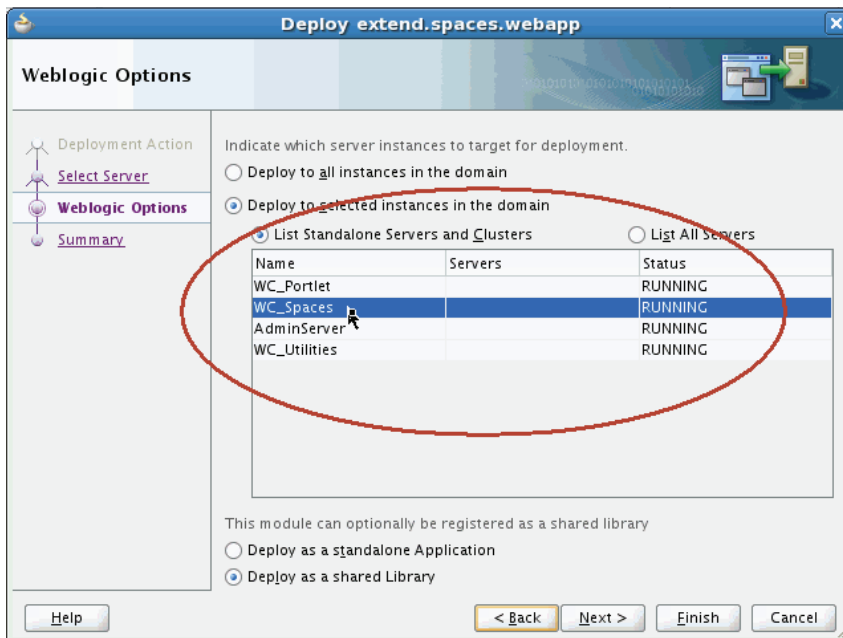 Deploy extend.spaces.webapp
Weblogic Options
Deployment Action
Select Server
Weblogic Options
Summary
Indicate which server instances to target for deployment.
Deploy to all instances in the domain
Deploy to selected instances in the domain
List Standalone Servers and Clusters List All Servers
Name Servers Status
WC_Portlet RUNNING
WC_Spaces RUNNING
AdminServer RUNNING
WC_Utilities RUNNING
This module can optionally be registered as a shared library
Deploy as a standalone Application
Deploy as a shared Library
Help < Back Next > Finish Cancel